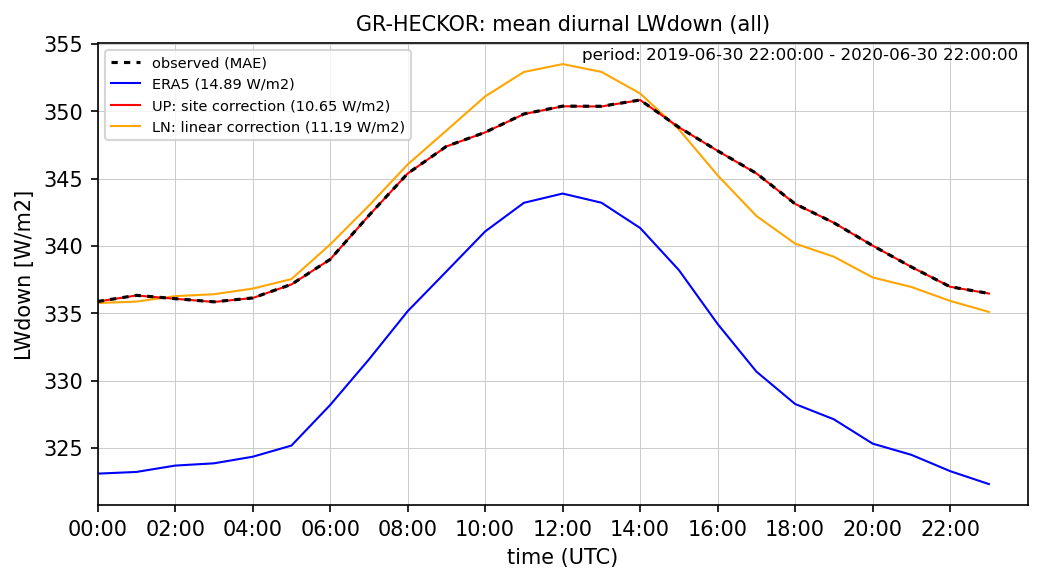 GR-HECKOR: mean diurnal LWdown (all)
period: 2019-06-30 22:00:00 - 2020-06-30 22:00:00
observed (MAE)
ERA5 (14.89 W/m2)
UP: site correction (10.65 W/m2)
LN: linear correction (11.19 W/m2)
LWdown [W/m2]
355
350
345
340
335
330
325
00:00 02:00 04:00 06:00 08:00 10:00 12:00 14:00 16:00 18:00 20:00 22:00
time (UTC)